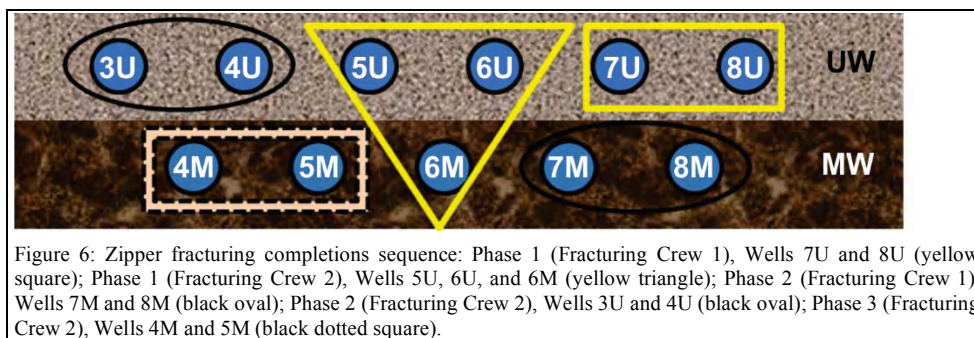 3U 4U 5U 6U 7U 8U UW
4M 5M 6M 7M 8M MW
Figure 6: Zipper fracturing completions sequence: Phase 1 (Fracturing Crew 1), Wells 7U and 8U (yellow
square); Phase 1 (Fracturing Crew 2), Wells 5U, 6U, and 6M (yellow triangle); Phase 2 (Fracturing Crew 1)
Wells 7M and 8M (black oval); Phase 2 (Fracturing Crew 2), Wells 3U and 4U (black oval); Phase 3 (Fracturing
Crew 2), Wells 4M and 5M (black dotted square).